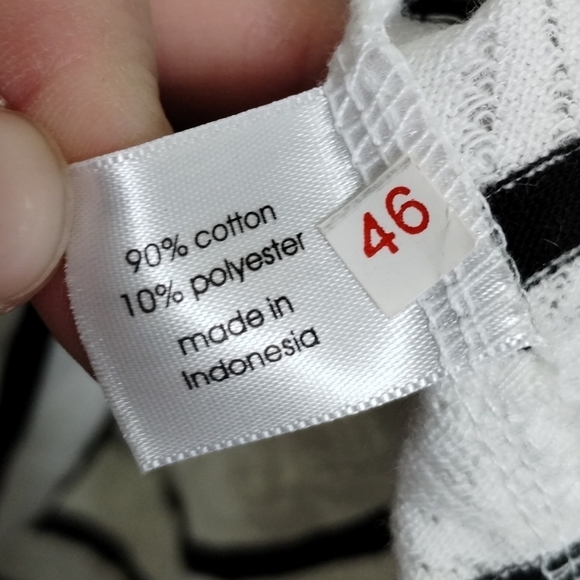 90% cotton
10% polyester
made in
Indonesia
46